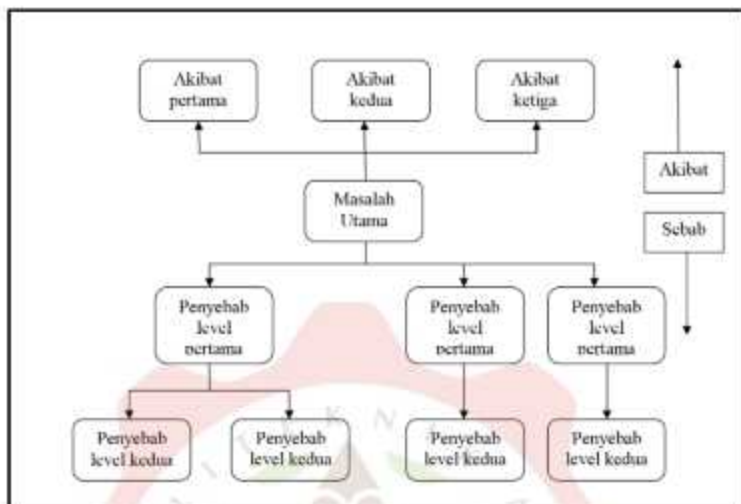 Akibat
pertama
Akibat
kedua
Akibat
ketiga
Akibat
Masalah
Utama
Sebab
Penyebab
level
pertama
Penyebab
level
pertama
Penyebab
level
pertama
Penyebab
level kedua
Penyebab
level kedua
Penyebab
level kedua
Penyebab
level kedua